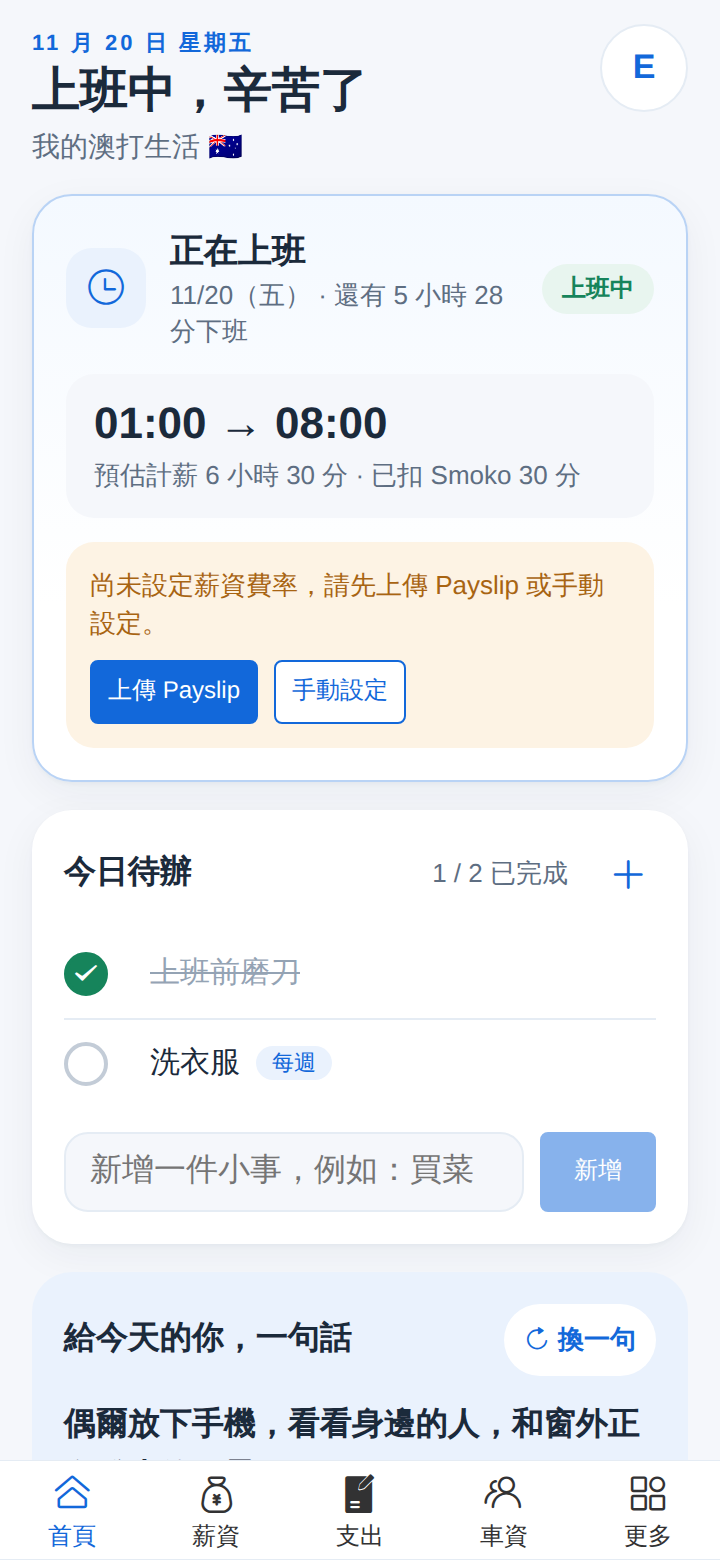 11 月 20 日 星期五
上班中，辛苦了
E
我的澳打生活 🇦🇺
正在上班
11/20（五） · 還有 5 小時 28
分下班
上班中
01:00 → 08:00
預估計薪 6 小時 30 分 · 已扣 Smoko 30 分
尚未設定薪資費率，請先上傳 Payslip 或手動
設定。
上傳 Payslip
手動設定
今日待辦
1 / 2 已完成
上班前磨刀
洗衣服
每週
新增一件小事，例如：買菜
新增
給今天的你，一句話
換一句
偶爾放下手機，看看身邊的人，和窗外正
首頁
薪資
支出
車資
更多